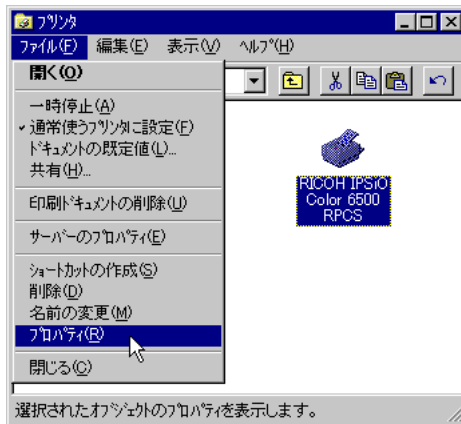 プリンタ
ファイル(F) 編集(E) 表示(V) ヘルプ(H)
開く(O)
一時停止(A)
通常使うプリンタに設定(F)
ドキュメントの既定値(L)...
共有(H)...
印刷ドキュメントの削除(U)
サーバーのプロパティ(E)
ショートカットの作成(S)
削除(D)
名前の変更(M)
プロパティ(R)
閉じる(C)
RICOH IPSiO
Color 6500
RPCS
選択されたオブジェクトのプロパティを表示します。